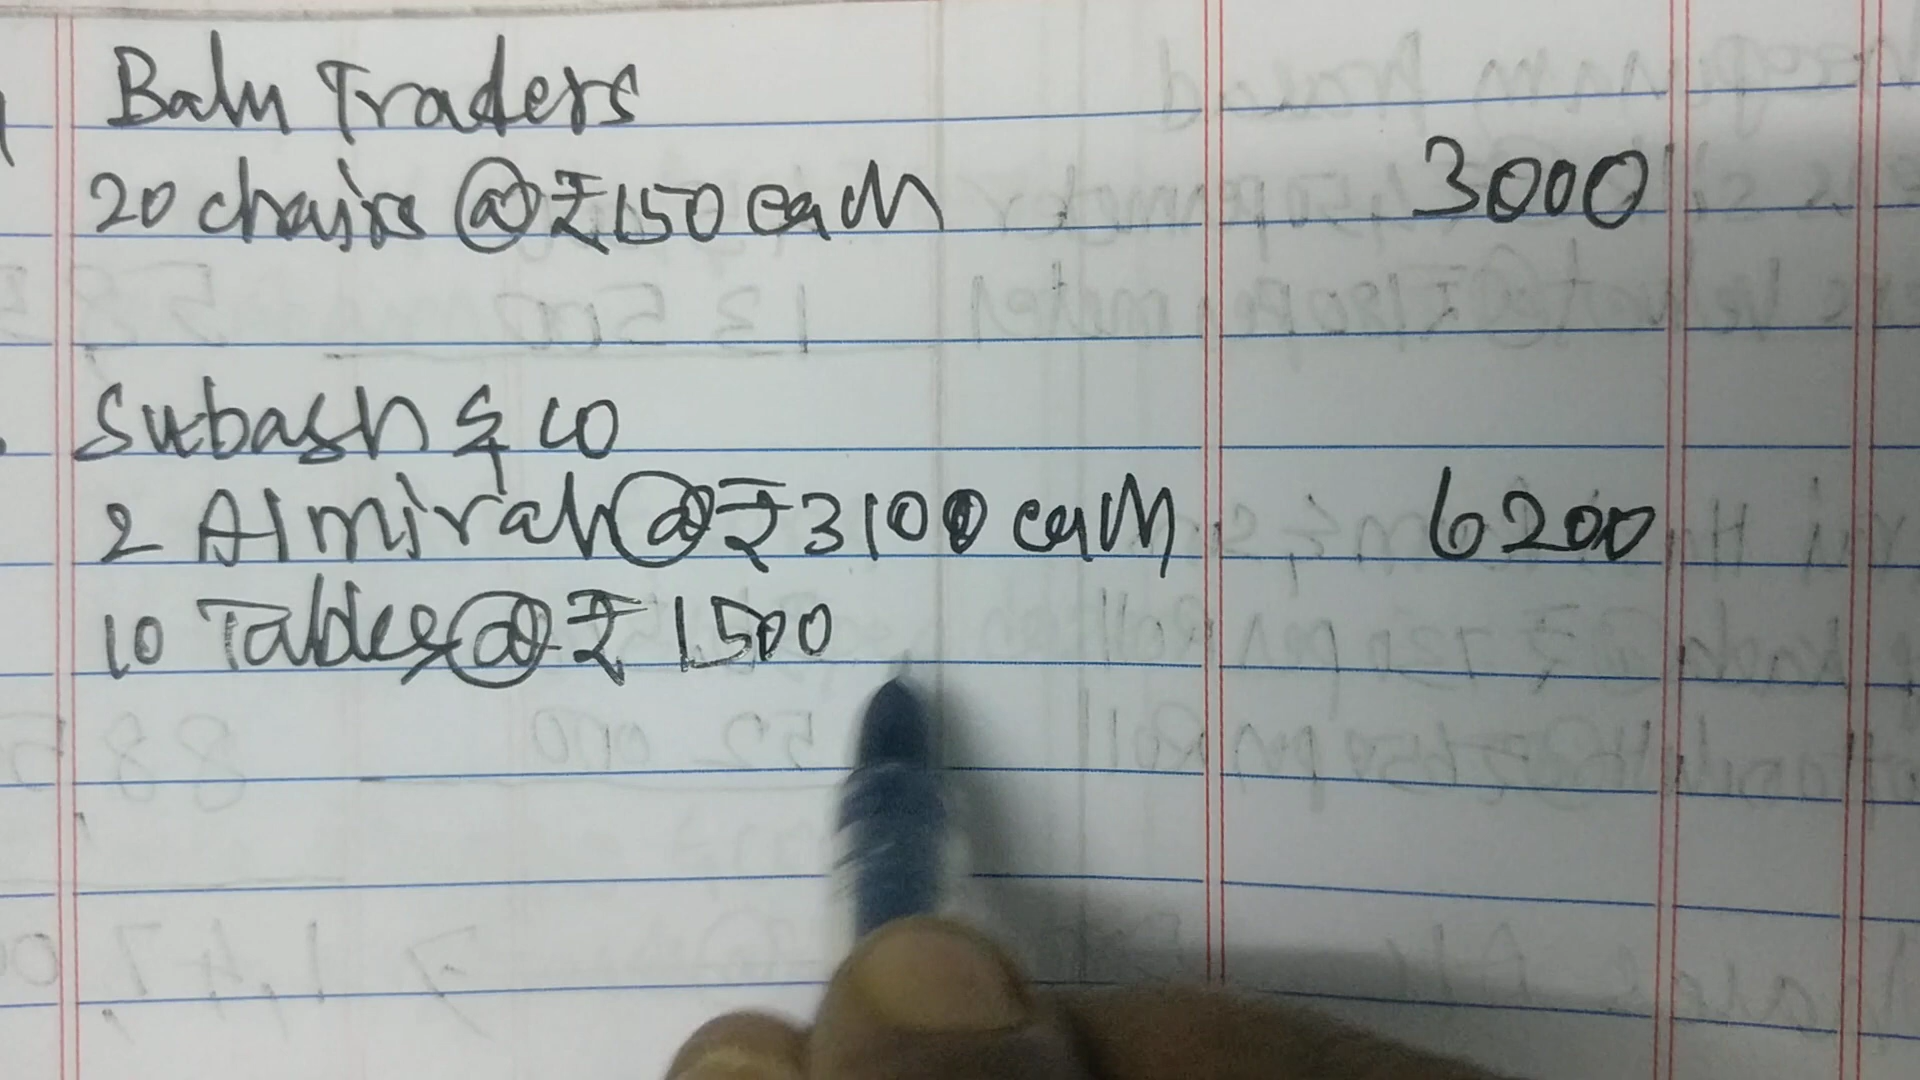 Balu Traders
20 chairs @ ₹150 each 3000
Subash & co
2 Almirah @ ₹3100 each 6200
10 Tables @ ₹ 1500